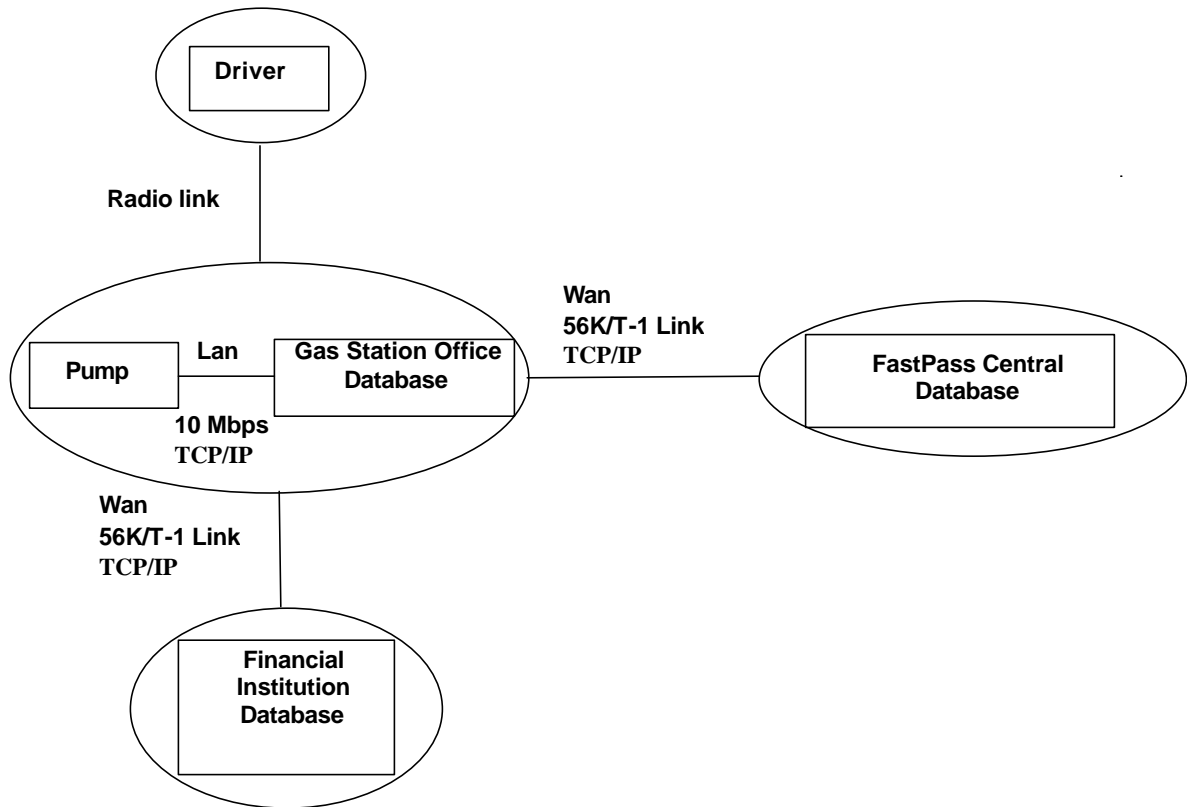 Driver
Radio link
Wan
56K/T-1 Link
TCP/IP
Pump
Lan
Gas Station Office
Database
10 Mbps
TCP/IP
FastPass Central
Database
Wan
56K/T-1 Link
TCP/IP
Financial
Institution
Database